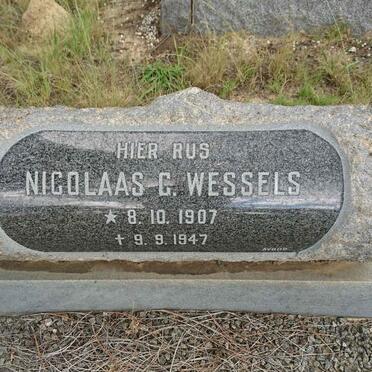 HIER RUS
NICOLAAS G. WESSELS
* 8. 10. 1907
† 9. 9. 1947